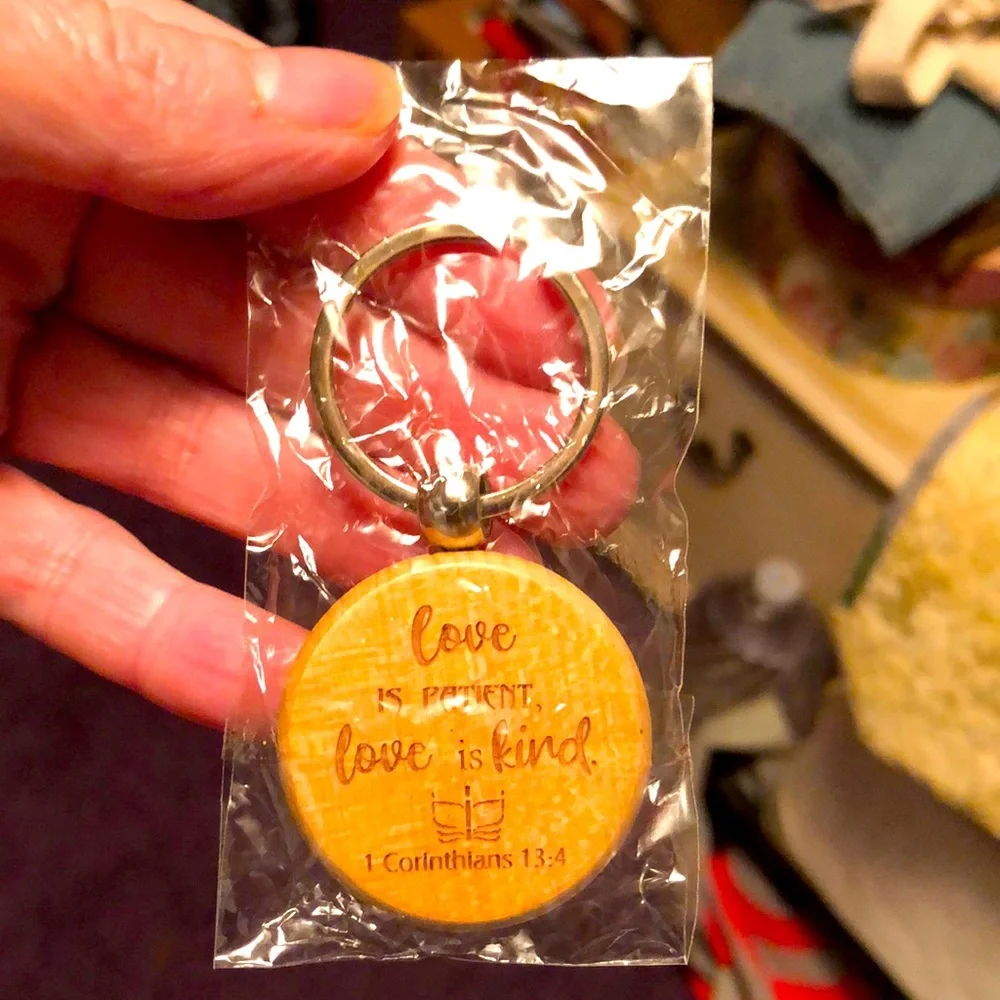 love
IS PATIENT,
love is kind.
1 Corinthians 13:4